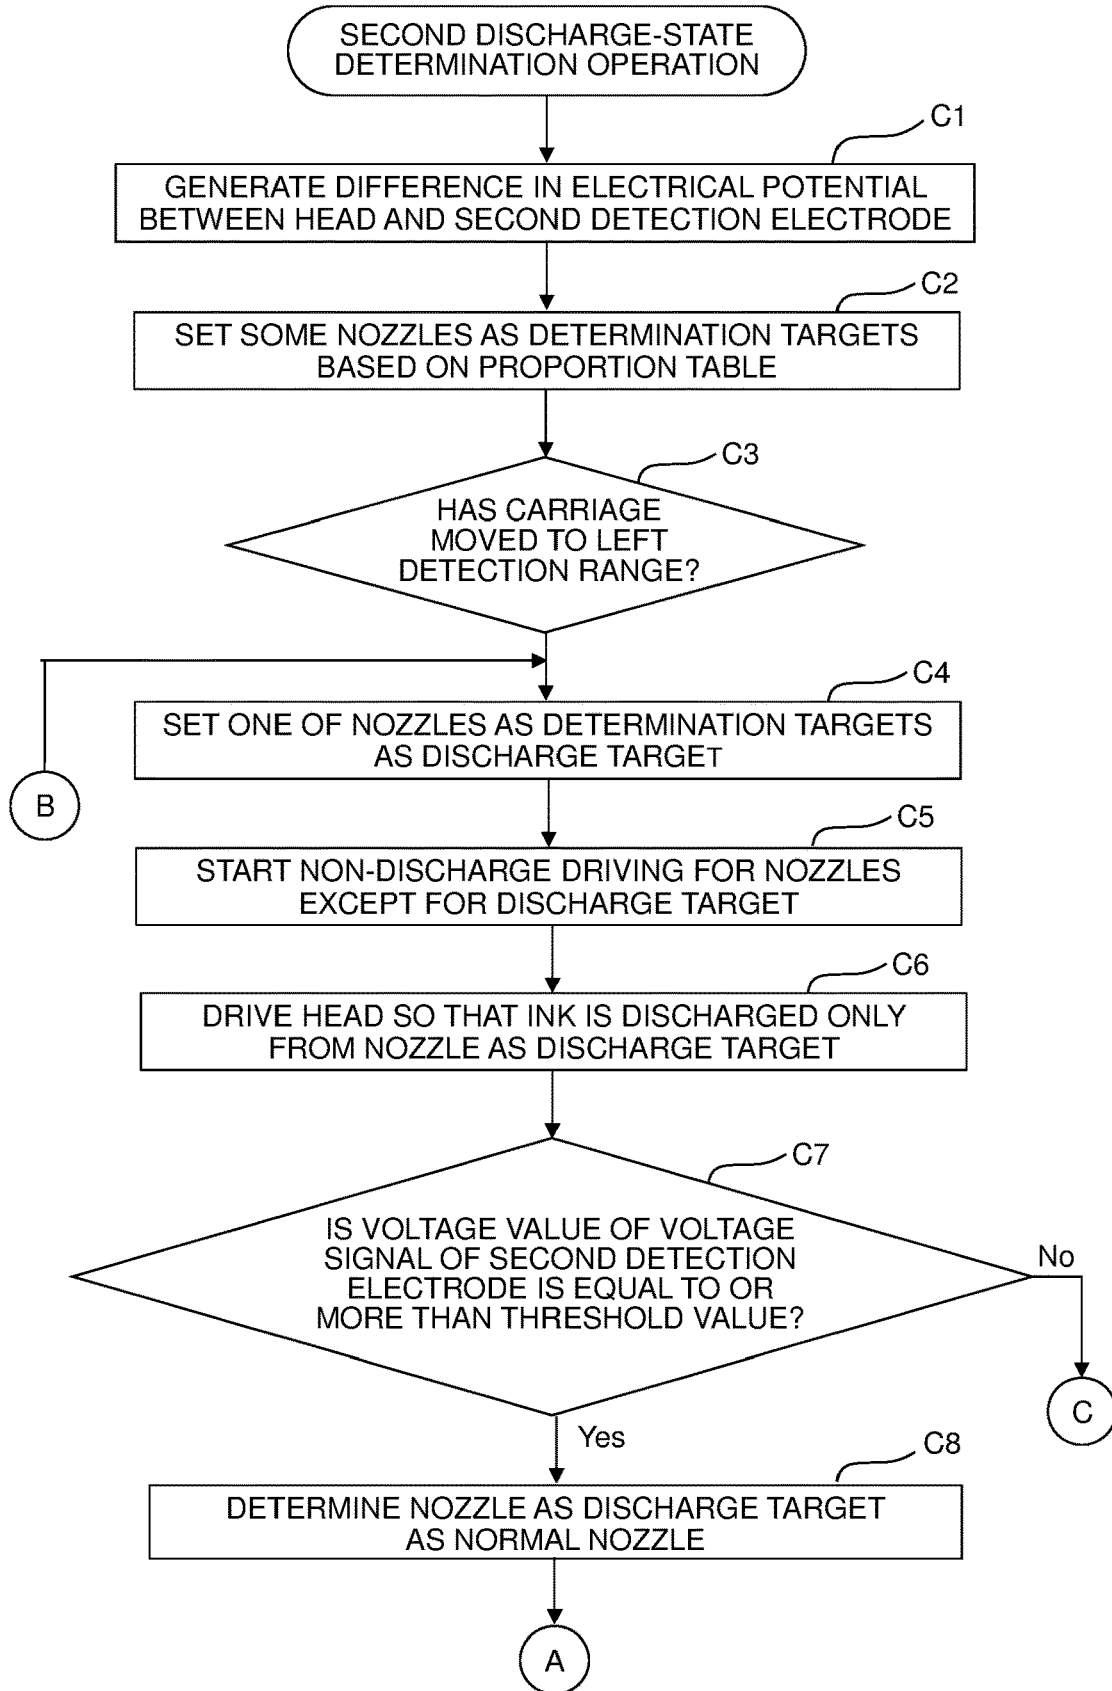 SECOND DISCHARGE-STATE
DETERMINATION OPERATION
C1
GENERATE DIFFERENCE IN ELECTRICAL POTENTIAL
BETWEEN HEAD AND SECOND DETECTION ELECTRODE
C2
SET SOME NOZZLES AS DETERMINATION TARGETS
BASED ON PROPORTION TABLE
C3
HAS CARRIAGE
MOVED TO LEFT
DETECTION RANGE?
C4
SET ONE OF NOZZLES AS DETERMINATION TARGETS
AS DISCHARGE TARGET
B
C5
START NON-DISCHARGE DRIVING FOR NOZZLES
EXCEPT FOR DISCHARGE TARGET
C6
DRIVE HEAD SO THAT INK IS DISCHARGED ONLY
FROM NOZZLE AS DISCHARGE TARGET
C7
IS VOLTAGE VALUE OF VOLTAGE
SIGNAL OF SECOND DETECTION
ELECTRODE IS EQUAL TO OR
MORE THAN THRESHOLD VALUE?
No
C
Yes
C8
DETERMINE NOZZLE AS DISCHARGE TARGET
AS NORMAL NOZZLE
A